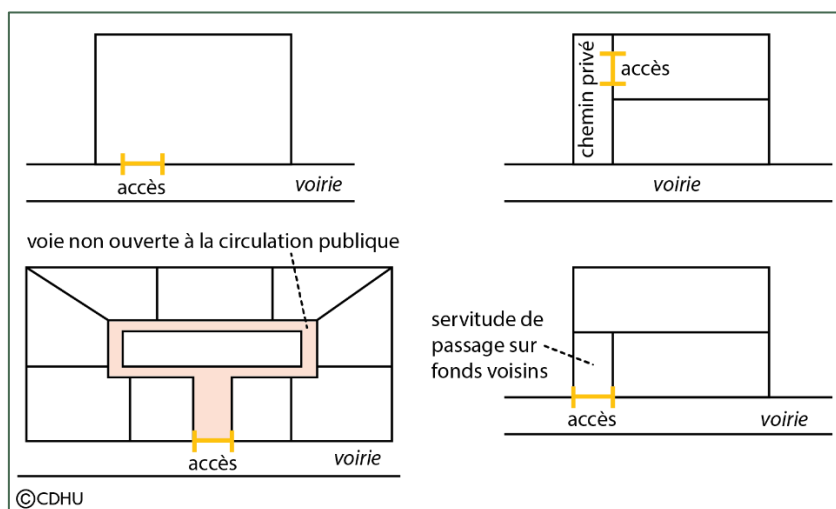 accès
voirie
chemin privé
accès
voirie
voie non ouverte à la circulation publique
accès
voirie
servitude de
passage sur
fonds voisins
accès
voirie
©CDHU